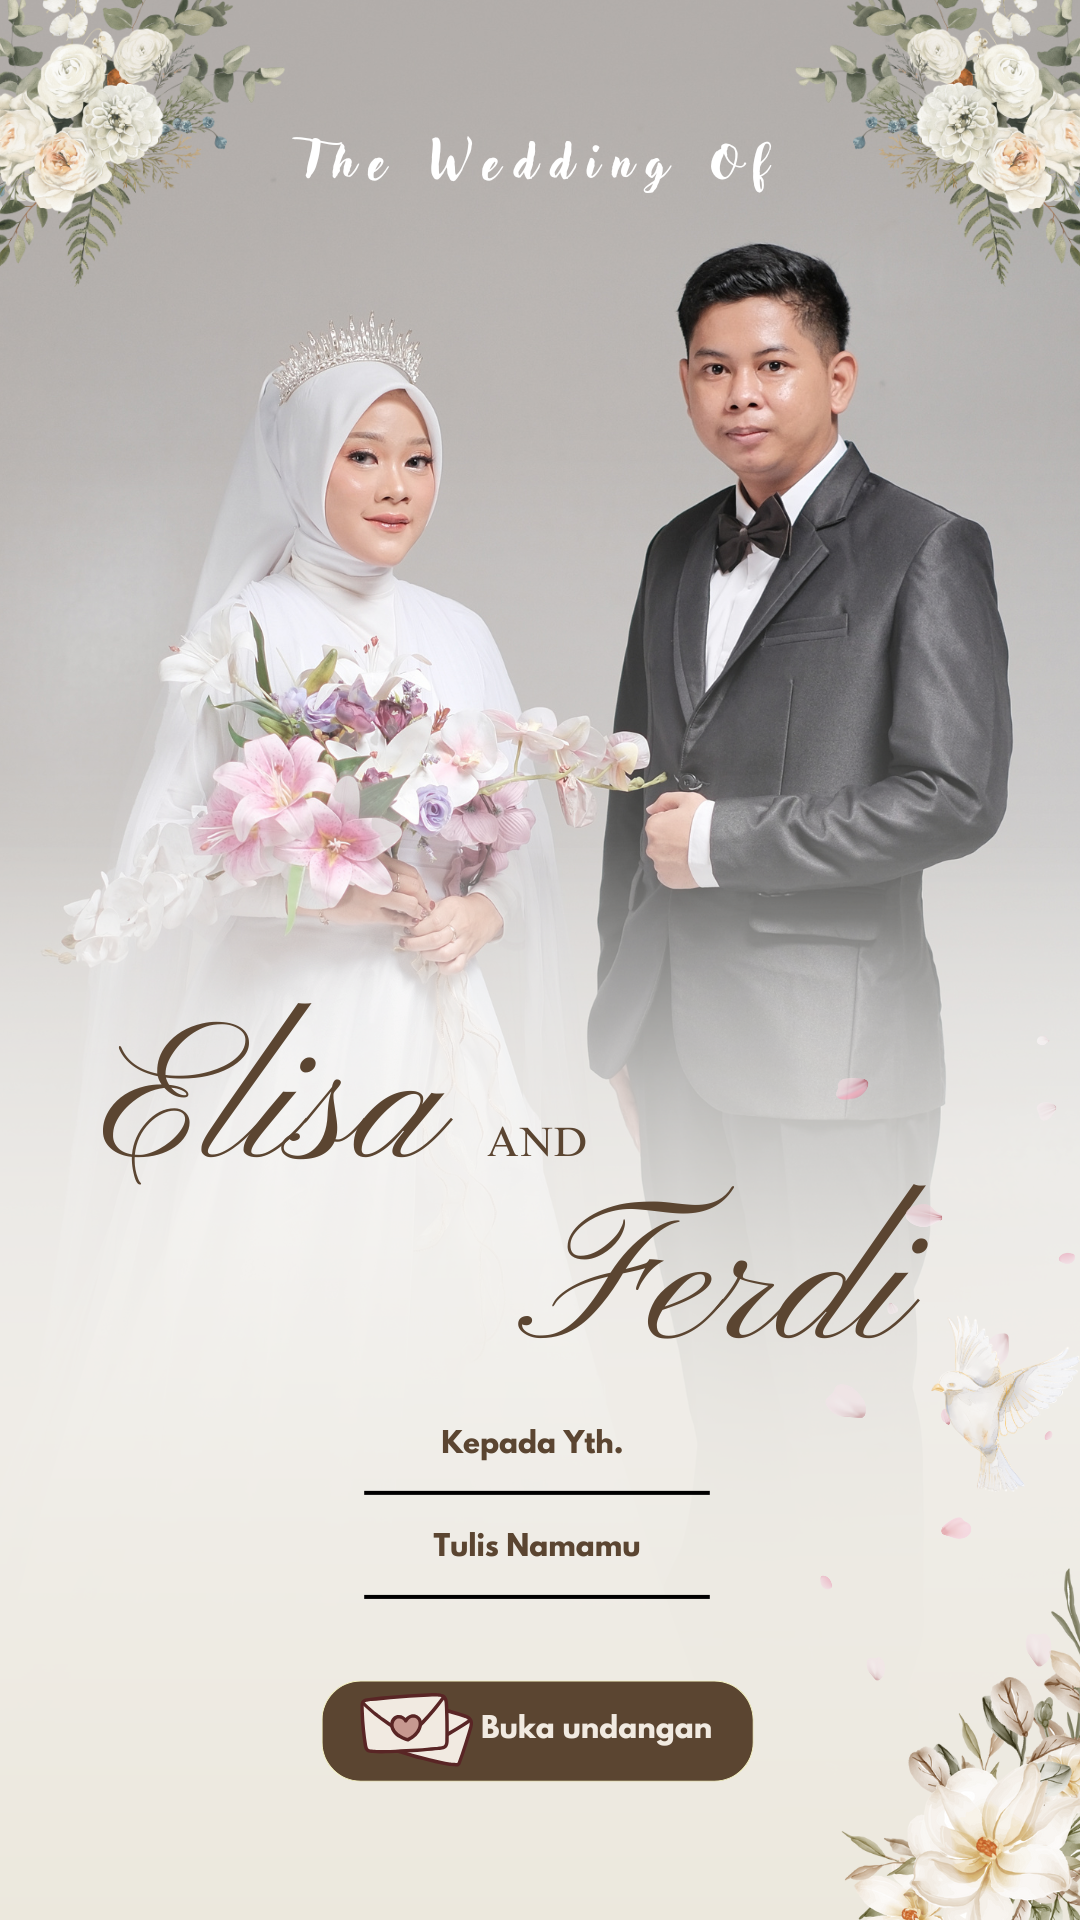 The Wedding Of
Elisa AND
Ferdi
Kepada Yth.
Tulis Namamu
Buka undangan